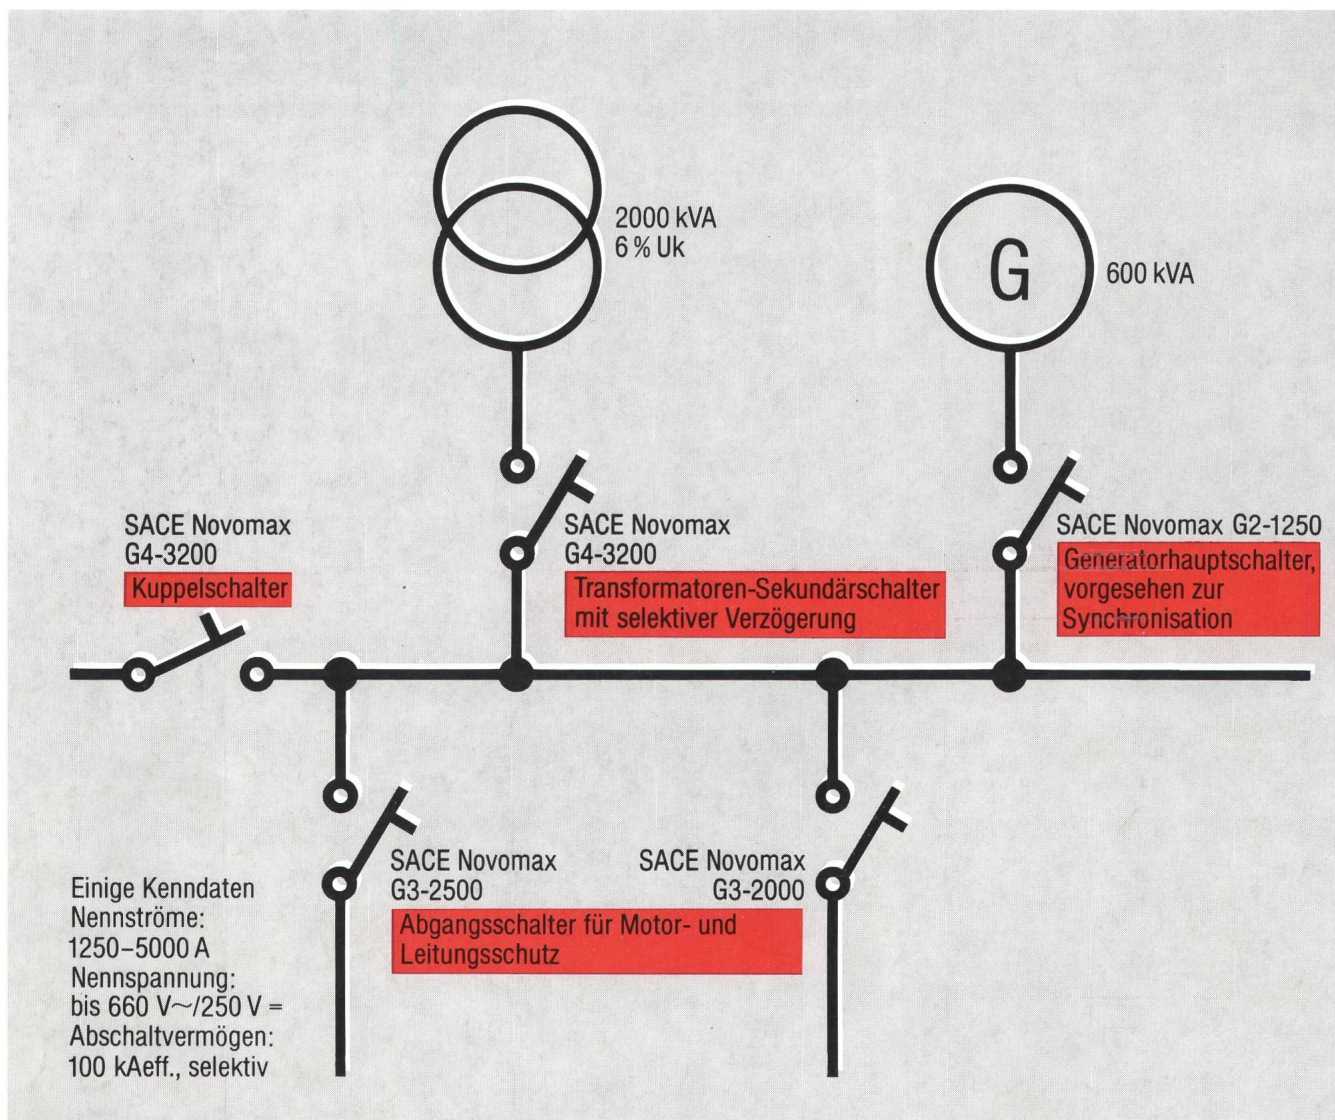 2000 kVA
6 % Uk
G
600 kVA
SACE Novomax
G4-3200
Kuppelschalter
SACE Novomax
G4-3200
Transformatoren-Sekundärschalter
mit selektiver Verzögerung
SACE Novomax G2-1250
Generatorhauptschalter,
vorgesehen zur
Synchronisation
SACE Novomax
G3-2500
SACE Novomax
G3-2000
Abgangsschalter für Motor- und
Leitungsschutz
Einige Kenndaten
Nennströme:
1250–5000 A
Nennspannung:
bis 660 V~/250 V =
Abschaltvermögen:
100 kAeff., selektiv